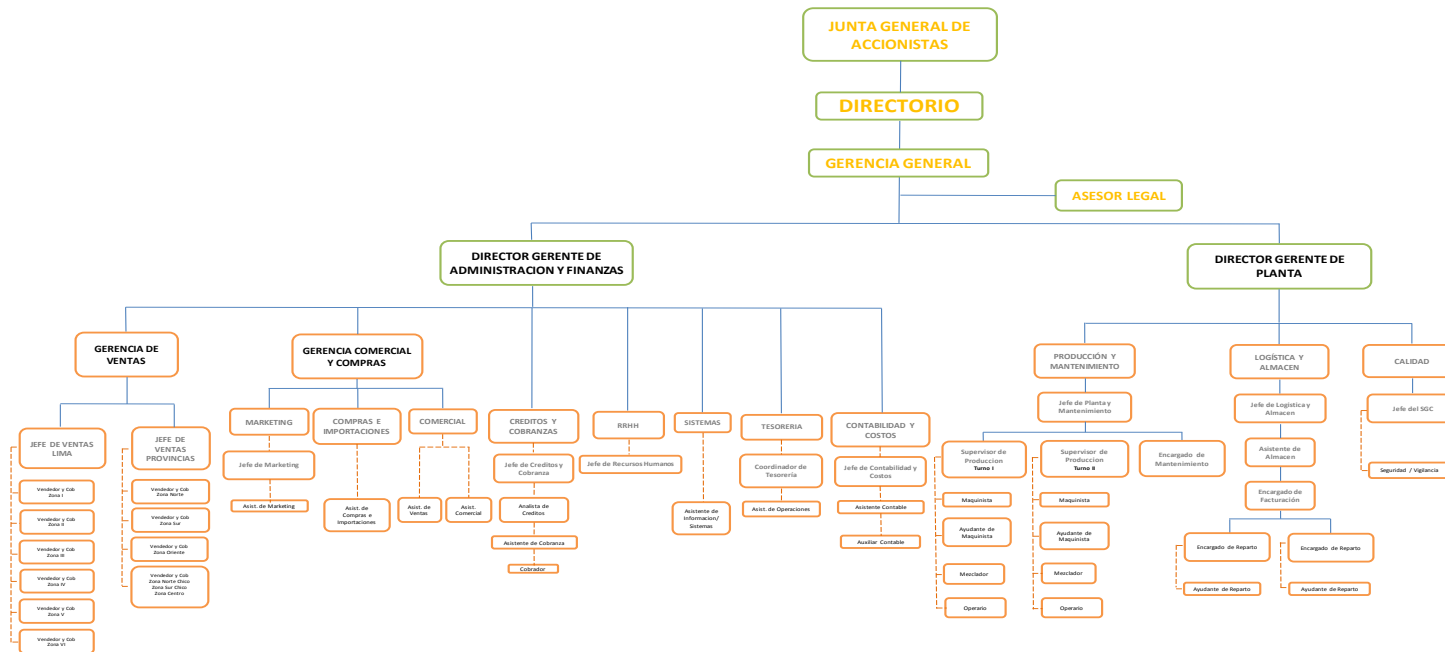 JUNTA GENERAL DE
ACCIONISTAS
DIRECTORIO
GERENCIA GENERAL
ASESOR LEGAL
DIRECTOR GERENTE DE
ADMINISTRACION Y FINANZAS
DIRECTOR GERENTE DE
PLANTA
GERENCIA DE
VENTAS
GERENCIA COMERCIAL
Y COMPRAS
JEFE DE VENTAS
LIMA
Vendedor y Cob
Zona I
Vendedor y Cob
Zona II
Vendedor y Cob
Zona III
Vendedor y Cob
Zona IV
Vendedor y Cob
Zona V
Vendedor y Cob
Zona VI
JEFE DE
VENTAS
PROVINCIAS
Vendedor y Cob
Zona Norte
Vendedor y Cob
Zona Sur
Vendedor y Cob
Zona Oriente
Vendedor y Cob
Zona Norte Chico
Zona Sur Chico
Zona Centro
MARKETING
Jefe de Marketing
Asist. de Marketing
COMPRAS E
IMPORTACIONES
Asist. de
Compras e
Importaciones
COMERCIAL
Asist. de
Ventas
Asist.
Comercial
CREDITOS Y
COBRANZAS
Jefe de Creditos y
Cobranza
Analista de
Creditos
Asistente de Cobranza
Cobrador
RRHH
Jefe de Recursos Humanos
SISTEMAS
Asistente de
Informacion/
Sistemas
TESORERIA
Coordinador de
Tesorería
Asist. de Operaciones
CONTABILIDAD Y
COSTOS
Jefe de Contabilidad y
Costos
Asistente Contable
Auxiliar Contable
PRODUCCIÓN Y
MANTENIMIENTO
Jefe de Planta y
Mantenimiento
Supervisor de
Produccion
Turno I
Maquinista
Ayudante de
Maquinista
Mezclador
Operario
Supervisor de
Produccion
Turno II
Maquinista
Ayudante de
Maquinista
Mezclador
Operario
Encargado de
Mantenimiento
LOGÍSTICA Y
ALMACEN
Jefe de Logistica y
Almacen
Asistente de
Almacen
Encargado de
Facturación
Encargado de Reparto
Ayudante de Reparto
Encargado de Reparto
Ayudante de Reparto
CALIDAD
Jefe del SGC
Seguridad / Vigilancia